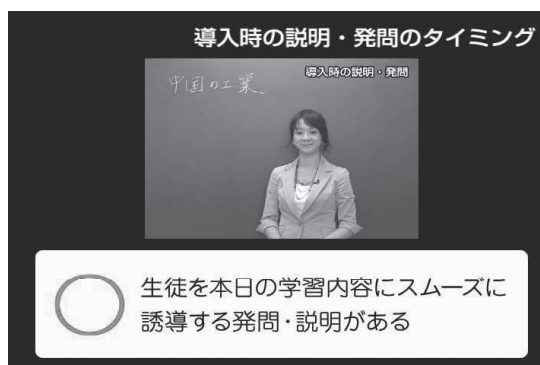 導入時の説明・発問のタイミング
導入時の説明・発問
中国の工業
生徒を本日の学習内容にスムーズに
誘導する発問・説明がある